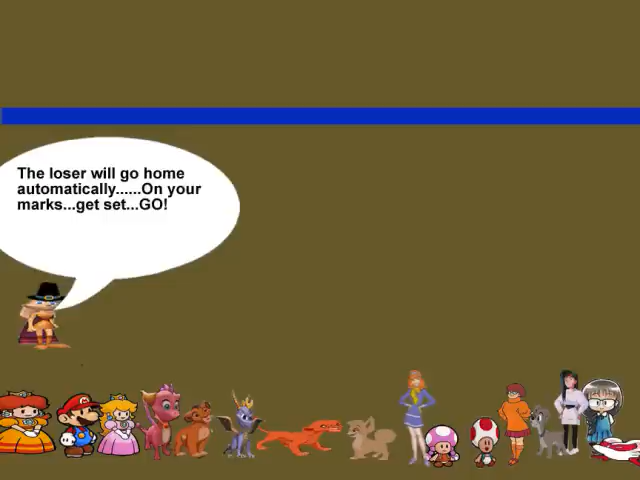 The loser will go home
automatically......On your
marks...get set...GO!